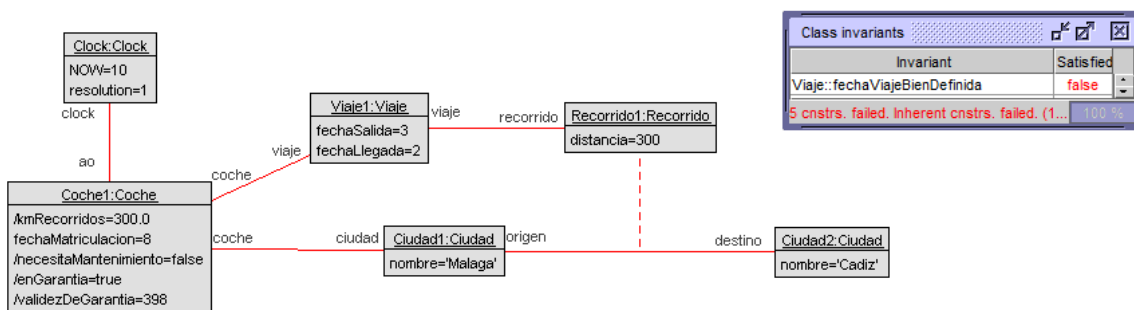 Clock:Clock
NOW=10
resolution=1
clock
ao
Coche1:Coche
/kmRecorridos=300.0
fechaMatriculacion=8
/necesitaMantenimiento=false
/enGarantia=true
/validezDeGarantia=398
coche
viaje
Viaje1:Viaje
fechaSalida=3
fechaLlegada=2
viaje
recorrido
Recorrido1:Recorrido
distancia=300
coche
ciudad
Ciudad1:Ciudad
nombre='Malaga'
origen
destino
Ciudad2:Ciudad
nombre='Cadiz'
Class invariants
Invariant Satisfied
Viaje::fechaViajeBienDefinida false
5 cnstrs. failed. Inherent cnstrs. failed. (1... 100 %